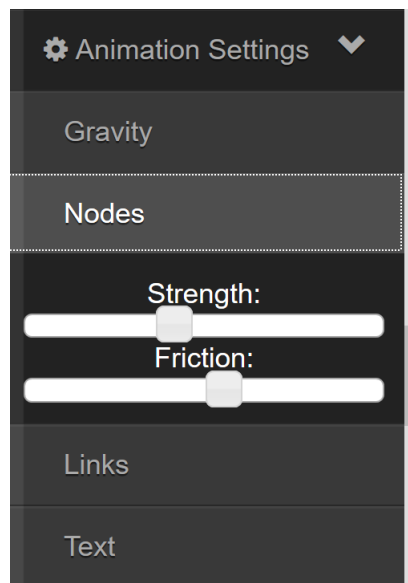 Animation Settings
Gravity
Nodes
Strength:
Friction:
Links
Text